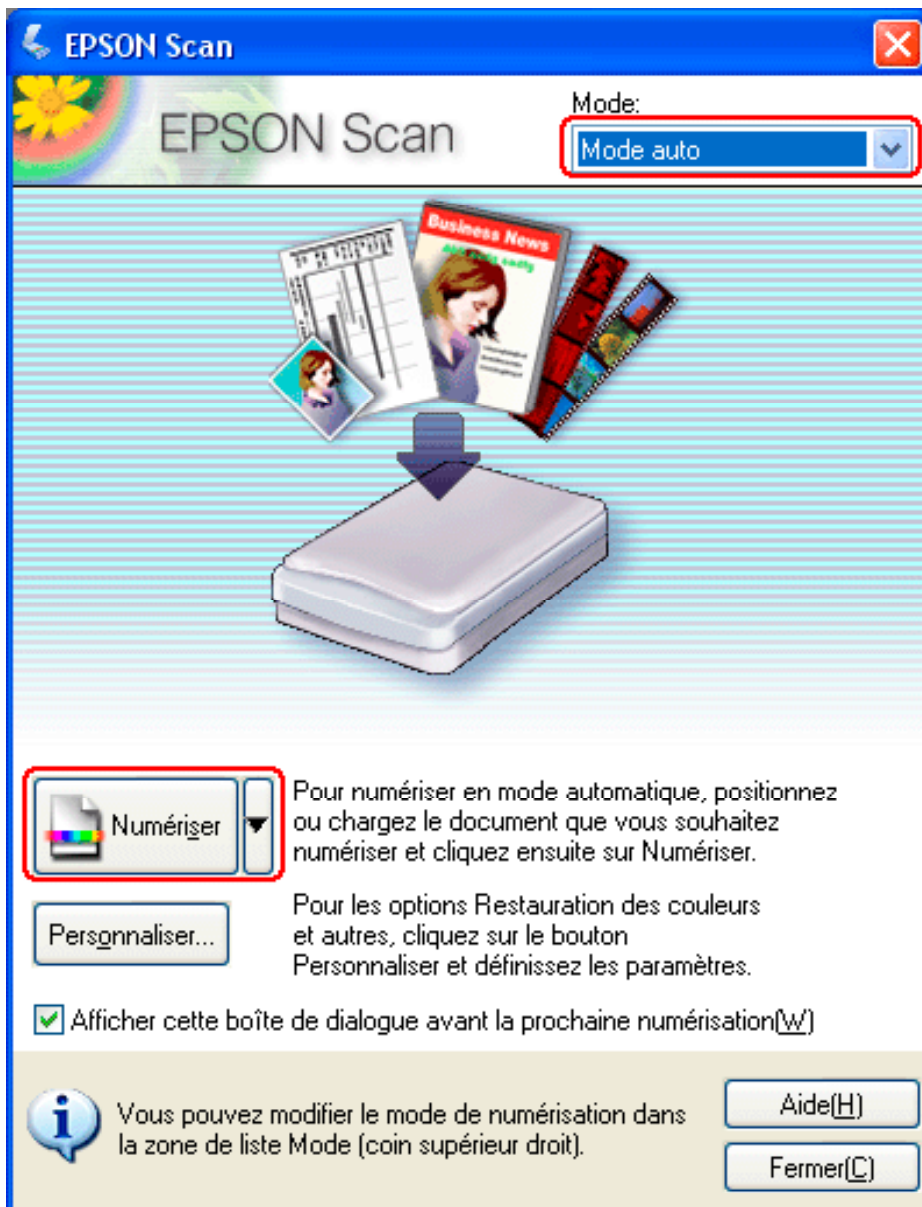 EPSON Scan
EPSON Scan
Mode:
Mode auto
Business News
Numériser
Pour numériser en mode automatique, positionnez
ou chargez le document que vous souhaitez
numériser et cliquez ensuite sur Numériser.
Personnaliser...
Pour les options Restauration des couleurs
et autres, cliquez sur le bouton
Personnaliser et définissez les paramètres.
Afficher cette boîte de dialogue avant la prochaine numérisation(W)
Vous pouvez modifier le mode de numérisation dans
la zone de liste Mode (coin supérieur droit).
Aide(H)
Fermer(C)